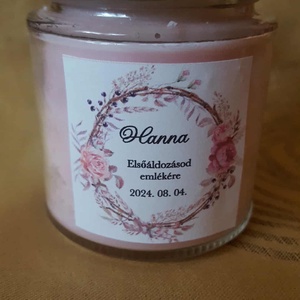 Hanna
Elsőáldozásod
emlékére
2024. 08. 04.